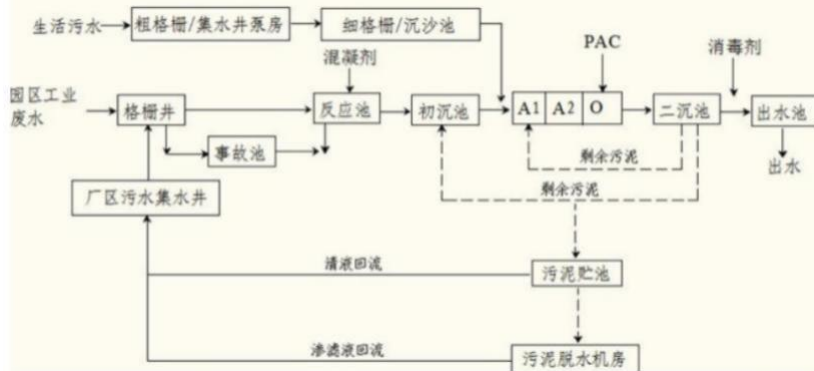 生活污水
粗格栅/集水井泵房
细格栅/沉沙池
PAC
消毒剂
混凝剂
园区工业
废水
格栅井
反应池
初沉池
A1
A2
O
二沉池
出水池
事故池
剩余污泥
出水
剩余污泥
厂区污水集水井
清液回流
污泥贮池
渗滤液回流
污泥脱水机房